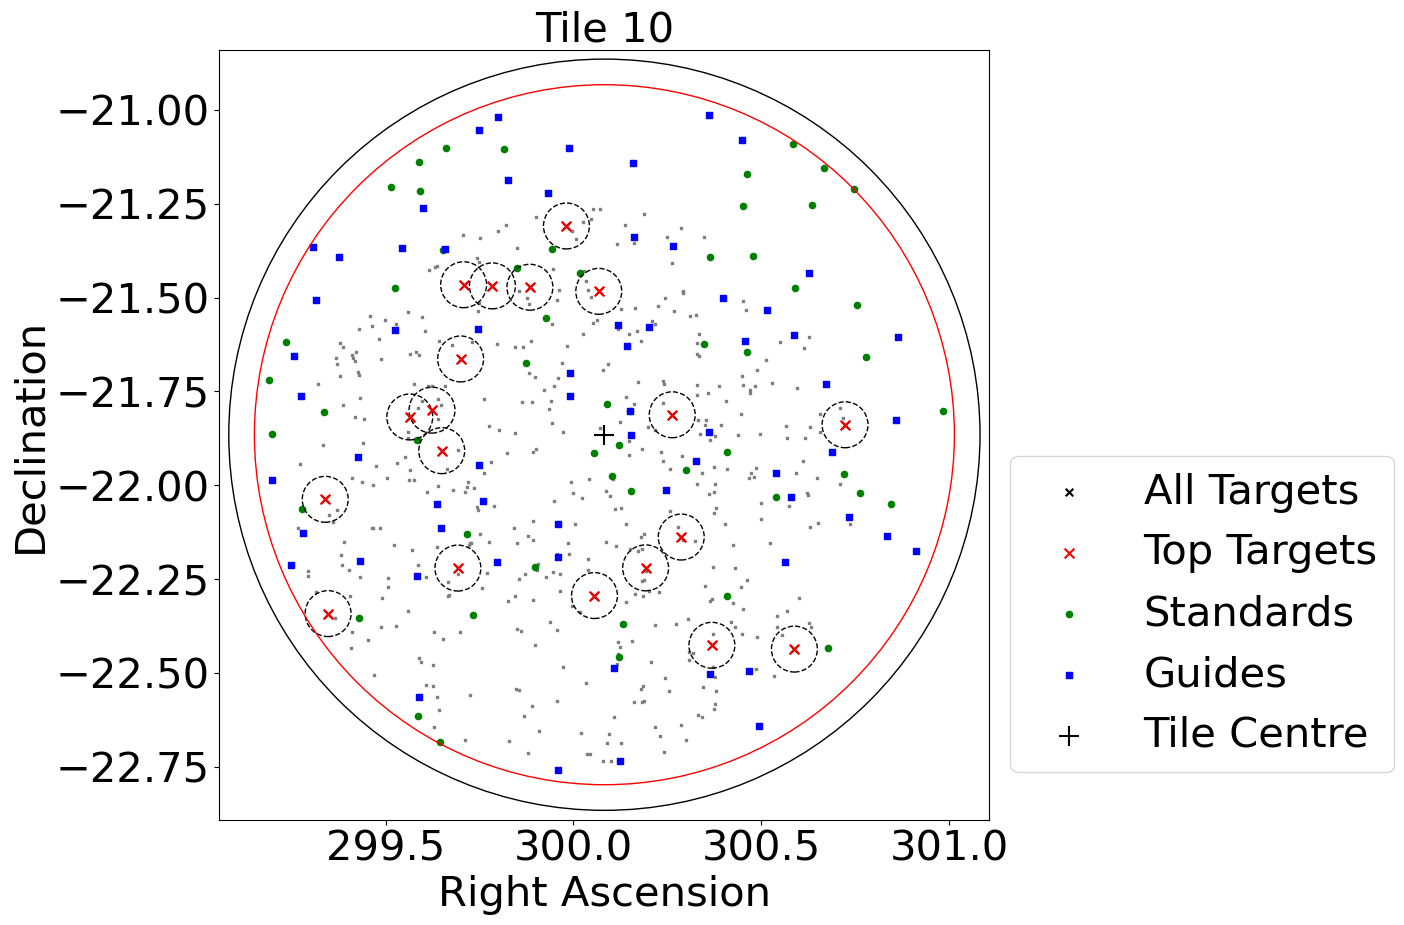 Tile 10
−21.00
−21.25
−21.50
−21.75
−22.00
−22.25
−22.50
−22.75
Declination
299.5 300.0 300.5 301.0
Right Ascension
All Targets
Top Targets
Standards
Guides
Tile Centre